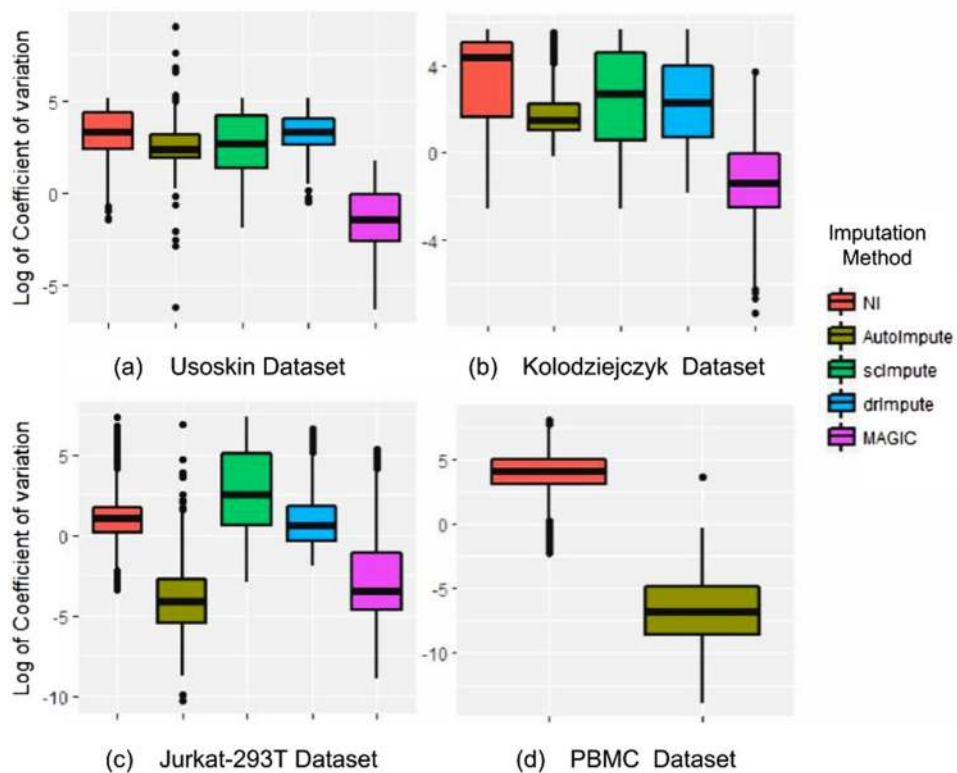 Log of Coefficient of variation
5
0
-5
(a) Usoskin Dataset
4
0
-4
(b) Kolodziejczyk Dataset
Imputation
Method
NI
AutoImpute
scImpute
drImpute
MAGIC
Log of Coefficient of variation
5
0
-5
-10
(c) Jurkat-293T Dataset
5
0
-5
-10
(d) PBMC Dataset